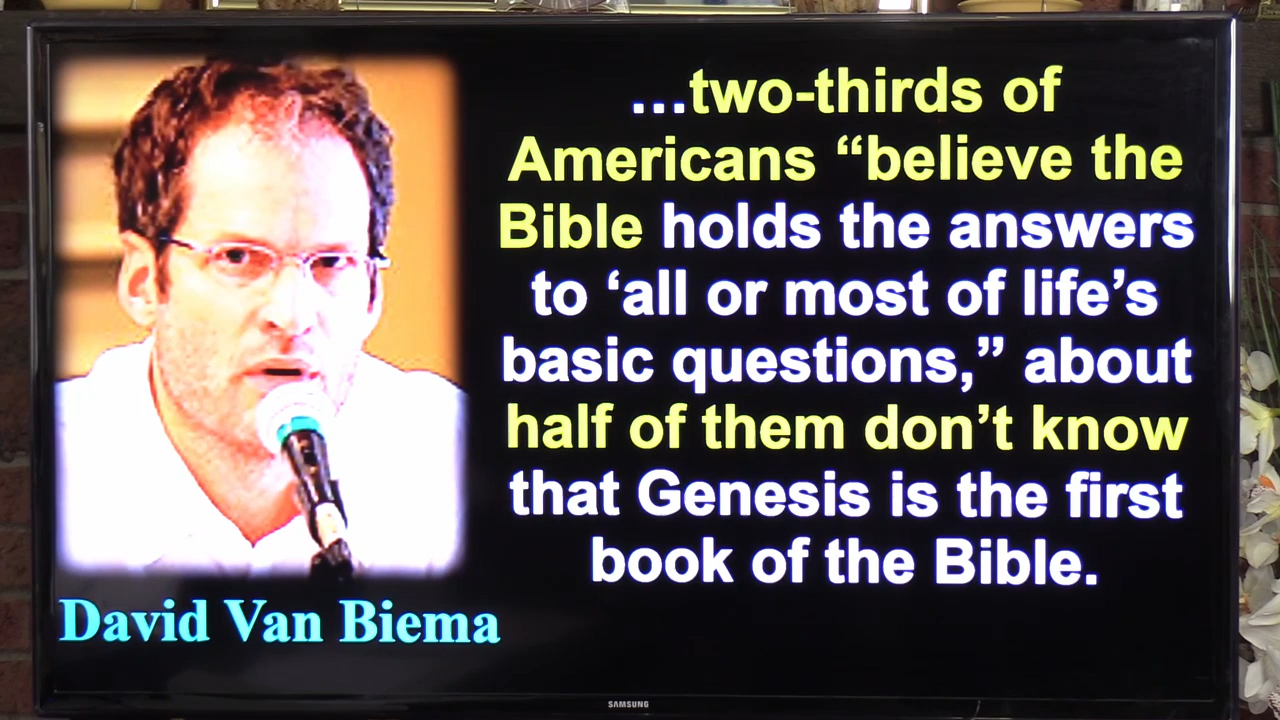 …two-thirds of
Americans “believe the
Bible holds the answers
to ‘all or most of life’s
basic questions,” about
half of them don’t know
that Genesis is the first
book of the Bible.
David Van Biema
SAMSUNG